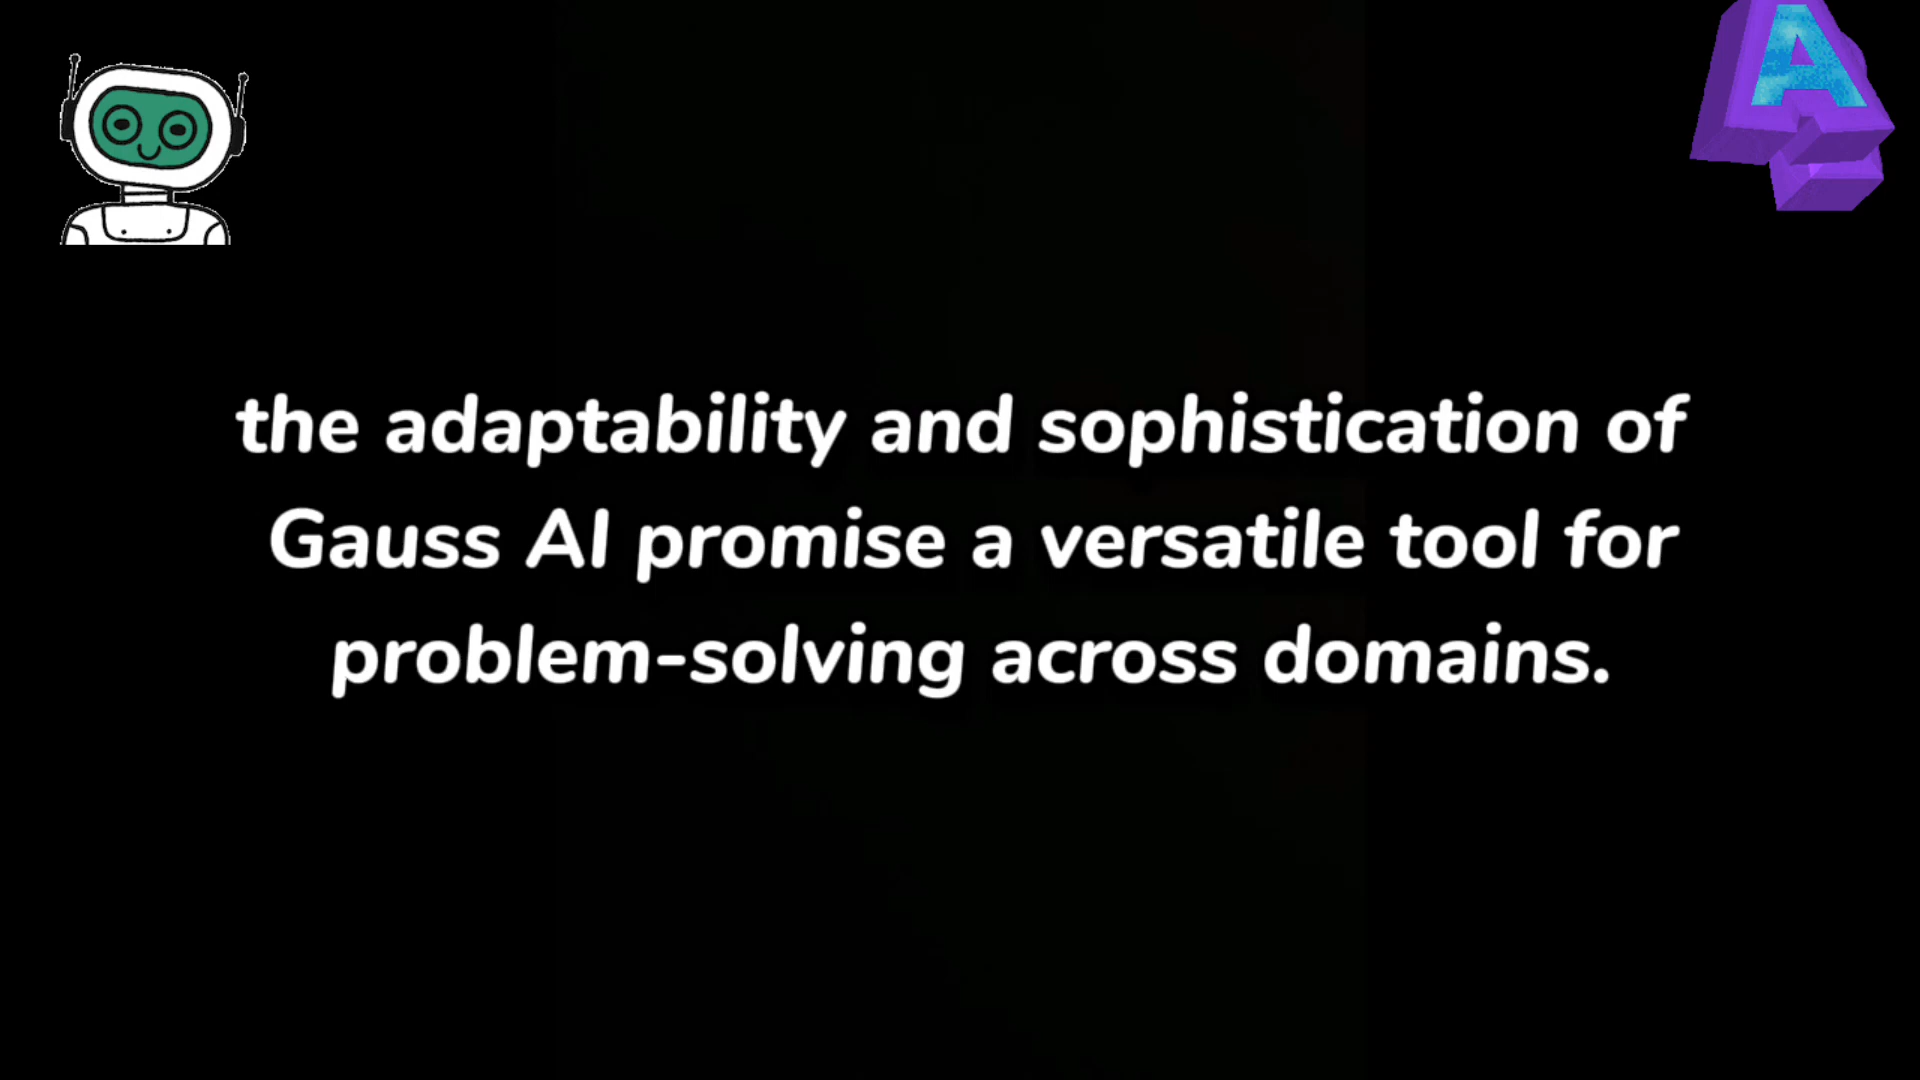 A
the adaptability and sophistication of
Gauss AI promise a versatile tool for
problem-solving across domains.